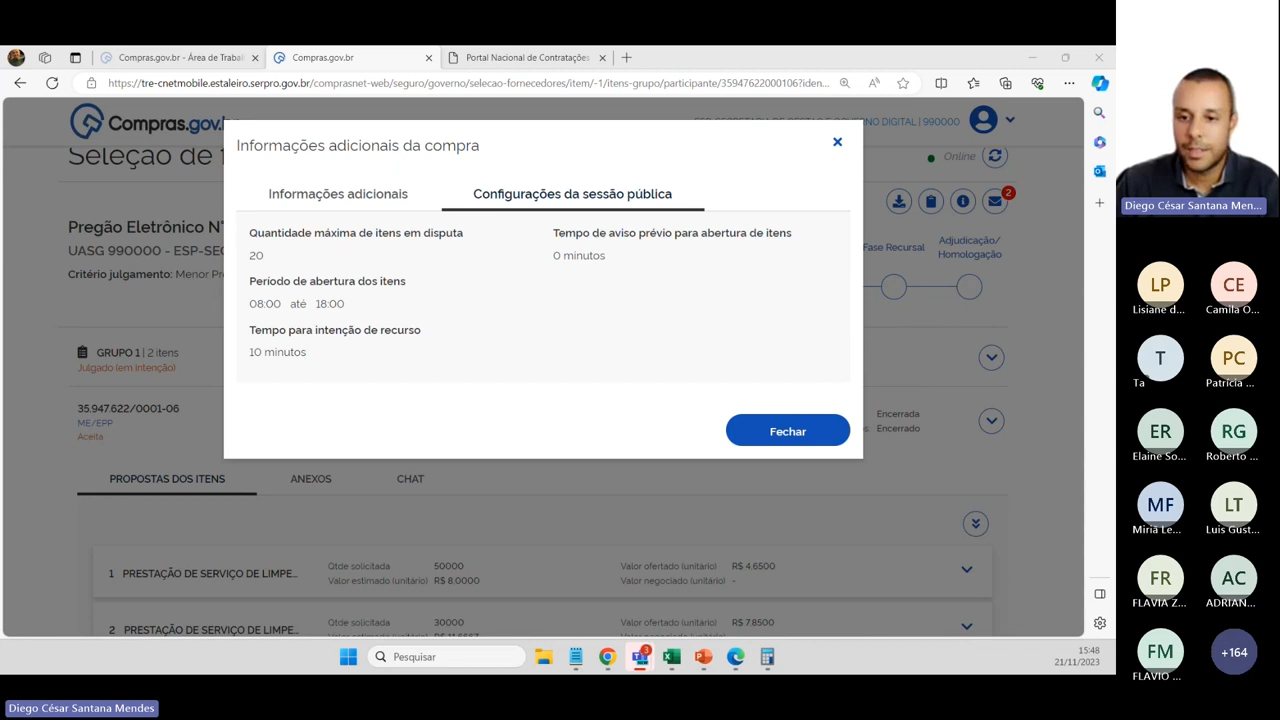 Compras.gov.br - Área de Trabal
Compras.gov.br
Portal Nacional de Contratações
https://tre-cnetmobile.estaleiro.serpro.gov.br/comprasnet-web/seguro/governo/selecao-fornecedores/item/-1/itens-grupo/participante/35947622000106?iden...
Compras.gov.b
NO DIGITAL | 990000
Seleção de f
Online
Informações adicionais da compra
Informações adicionais
Configurações da sessão pública
2
Quantidade máxima de itens em disputa
20
Tempo de aviso prévio para abertura de itens
0 minutos
Período de abertura dos itens
08:00 até 18:00
Tempo para intenção de recurso
10 minutos
Fechar
Pregão Eletrônico N°
UASG 990000 - ESP-SEC
Critério julgamento: Menor Pr
Fase Recursal
Adjudicação/
Homologação
GRUPO 1 | 2 itens
Julgado (em intenção)
35.947.622/0001-06
ME/EPP
Aceita
Encerrada
Encerrado
PROPOSTAS DOS ITENS
ANEXOS
CHAT
1 PRESTAÇÃO DE SERVIÇO DE LIMPE...
Qtde solicitada 50000
Valor estimado (unitário) R$ 8,0000
Valor ofertado (unitário) R$ 4,6500
Valor negociado (unitário) -
2 PRESTAÇÃO DE SERVIÇO DE LIMPE...
Qtde solicitada 30000
Valor ofertado (unitário) R$ 7,8500
Pesquisar
3
15:48
21/11/2023
Diego César Santana Men...
LP
Lisiane d...
CE
Camila O...
T
Ta
PC
Patrícia ...
ER
Elaine So...
RG
Roberto ...
MF
Miriã Le...
LT
Luis Gust...
FR
FLAVIA Z...
AC
ADRIAN...
FM
FLAVIO ...
+164
Diego César Santana Mendes